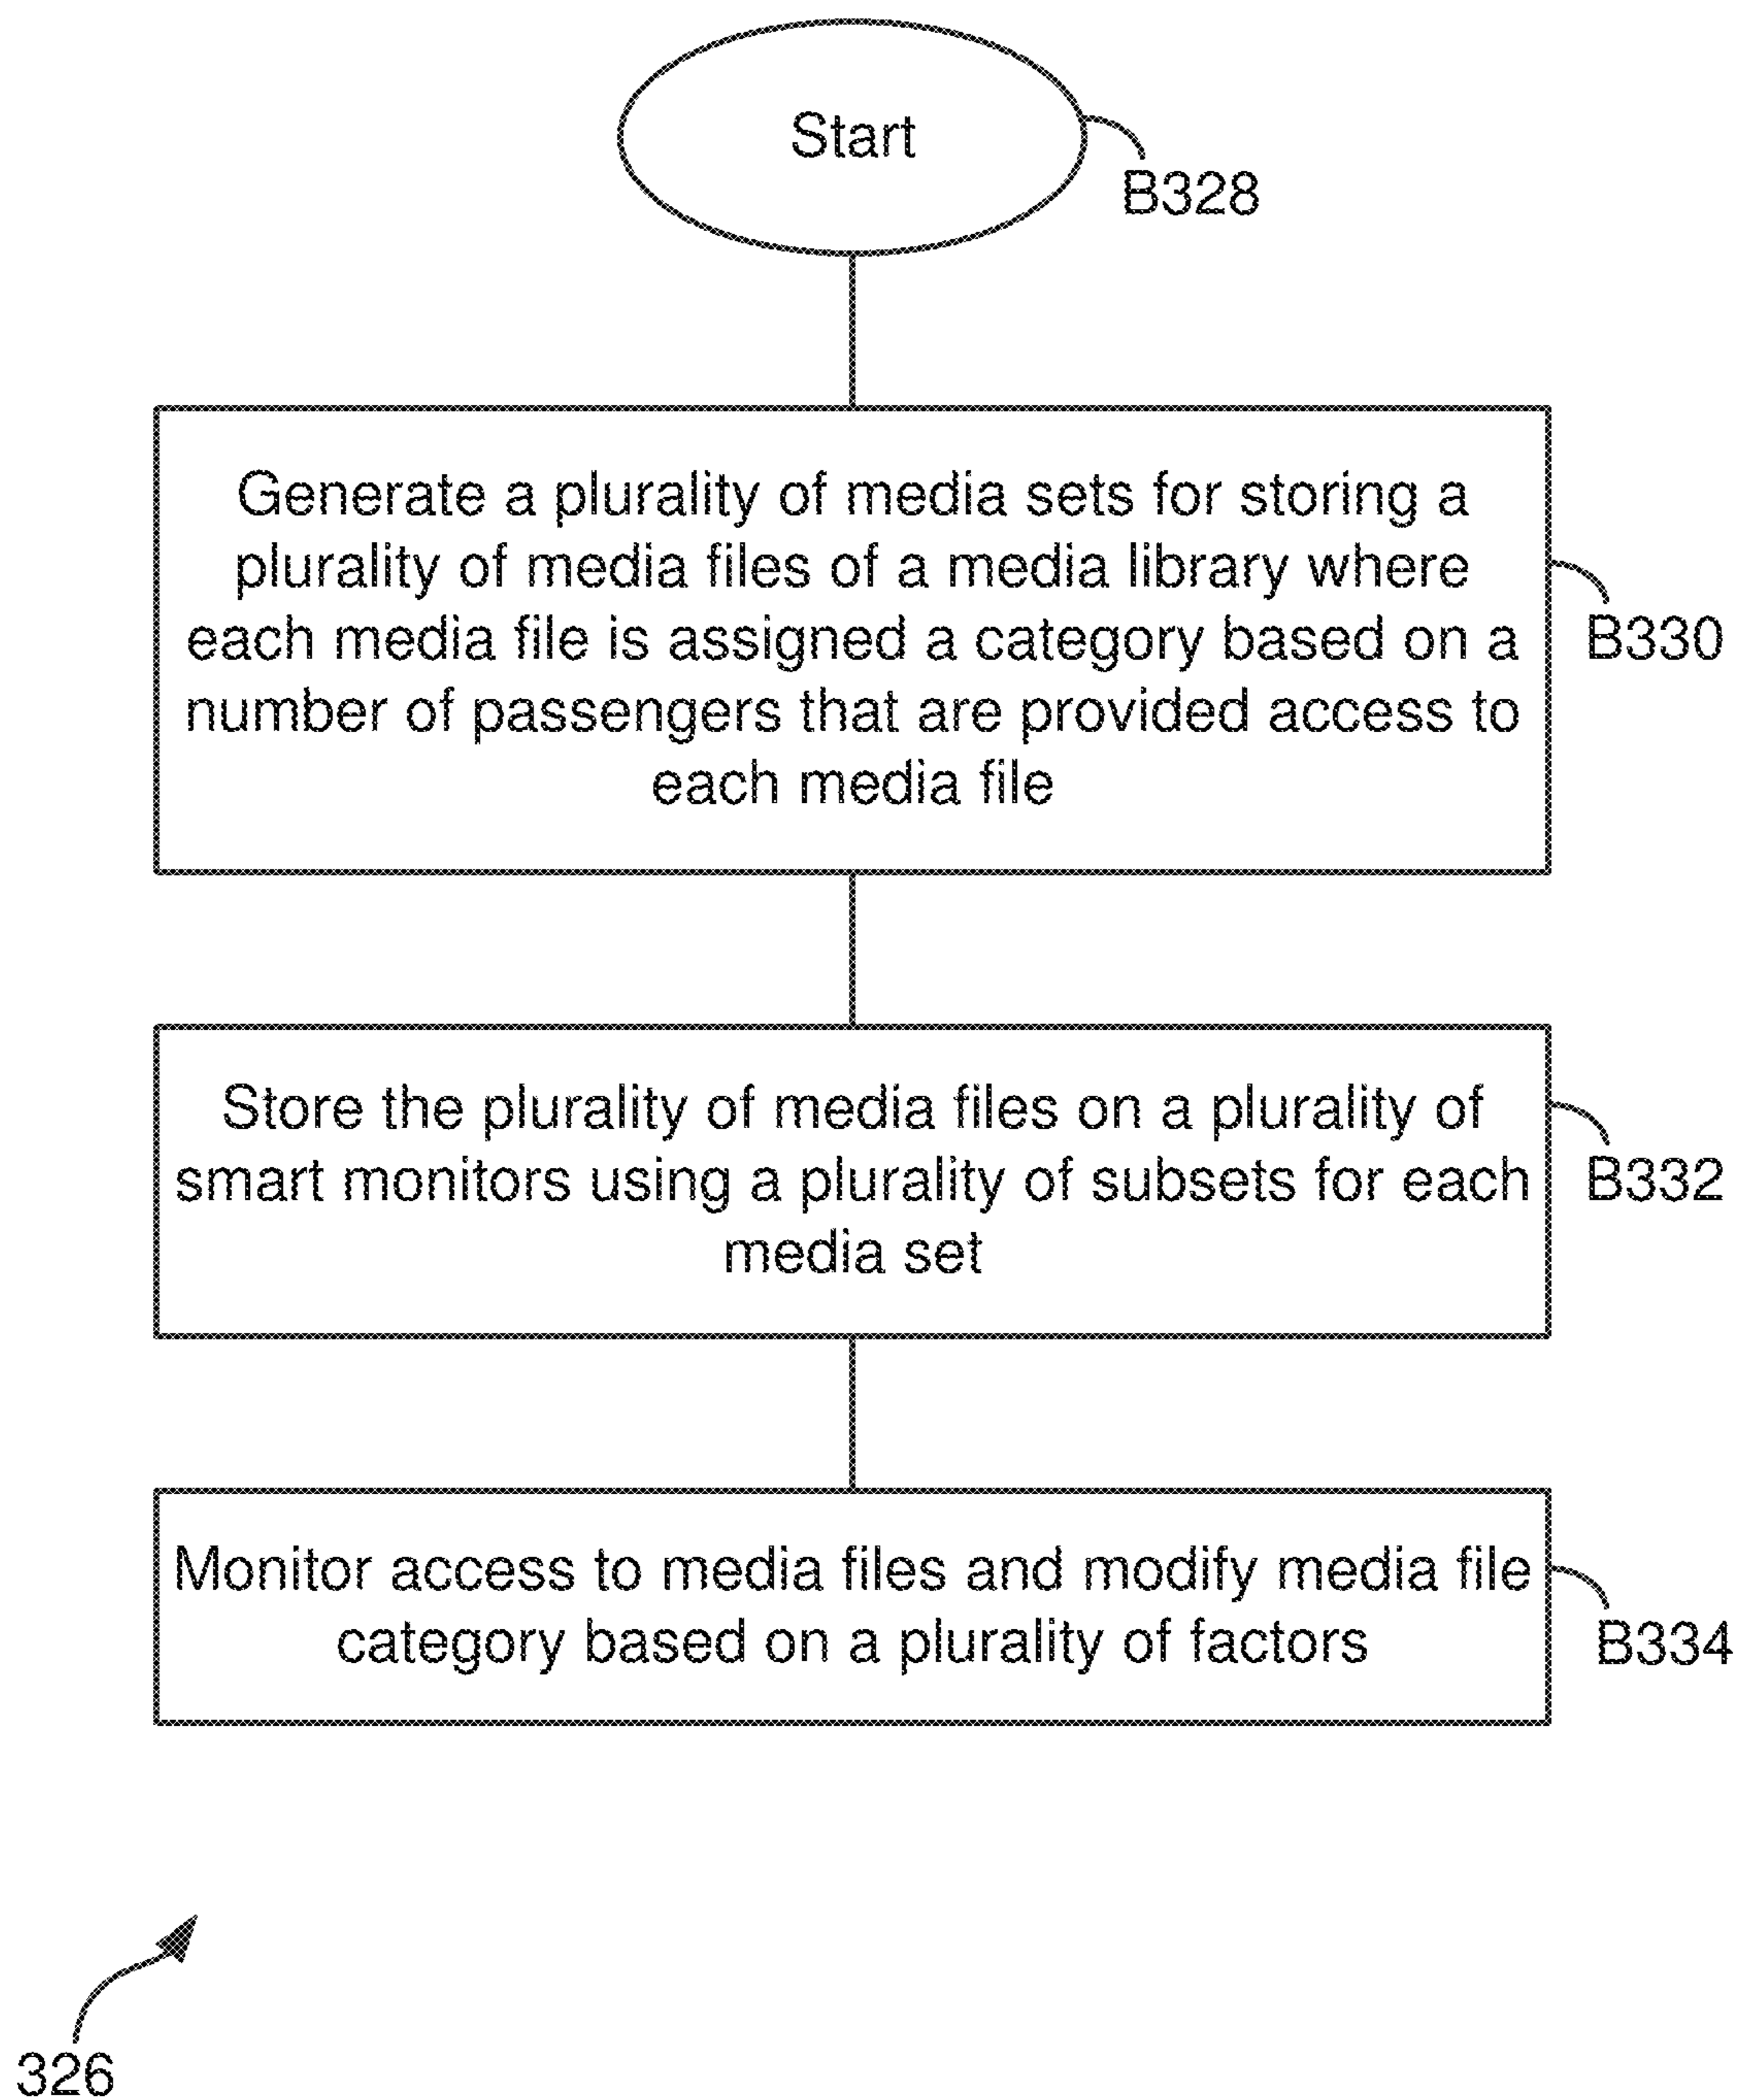 Start
B328
Generate a plurality of media sets for storing a
plurality of media files of a media library where
each media file is assigned a category based on a
number of passengers that are provided access to
each media file
B330
Store the plurality of media files on a plurality of
smart monitors using a plurality of subsets for each
media set
B332
Monitor access to media files and modify media file
category based on a plurality of factors
B334
326